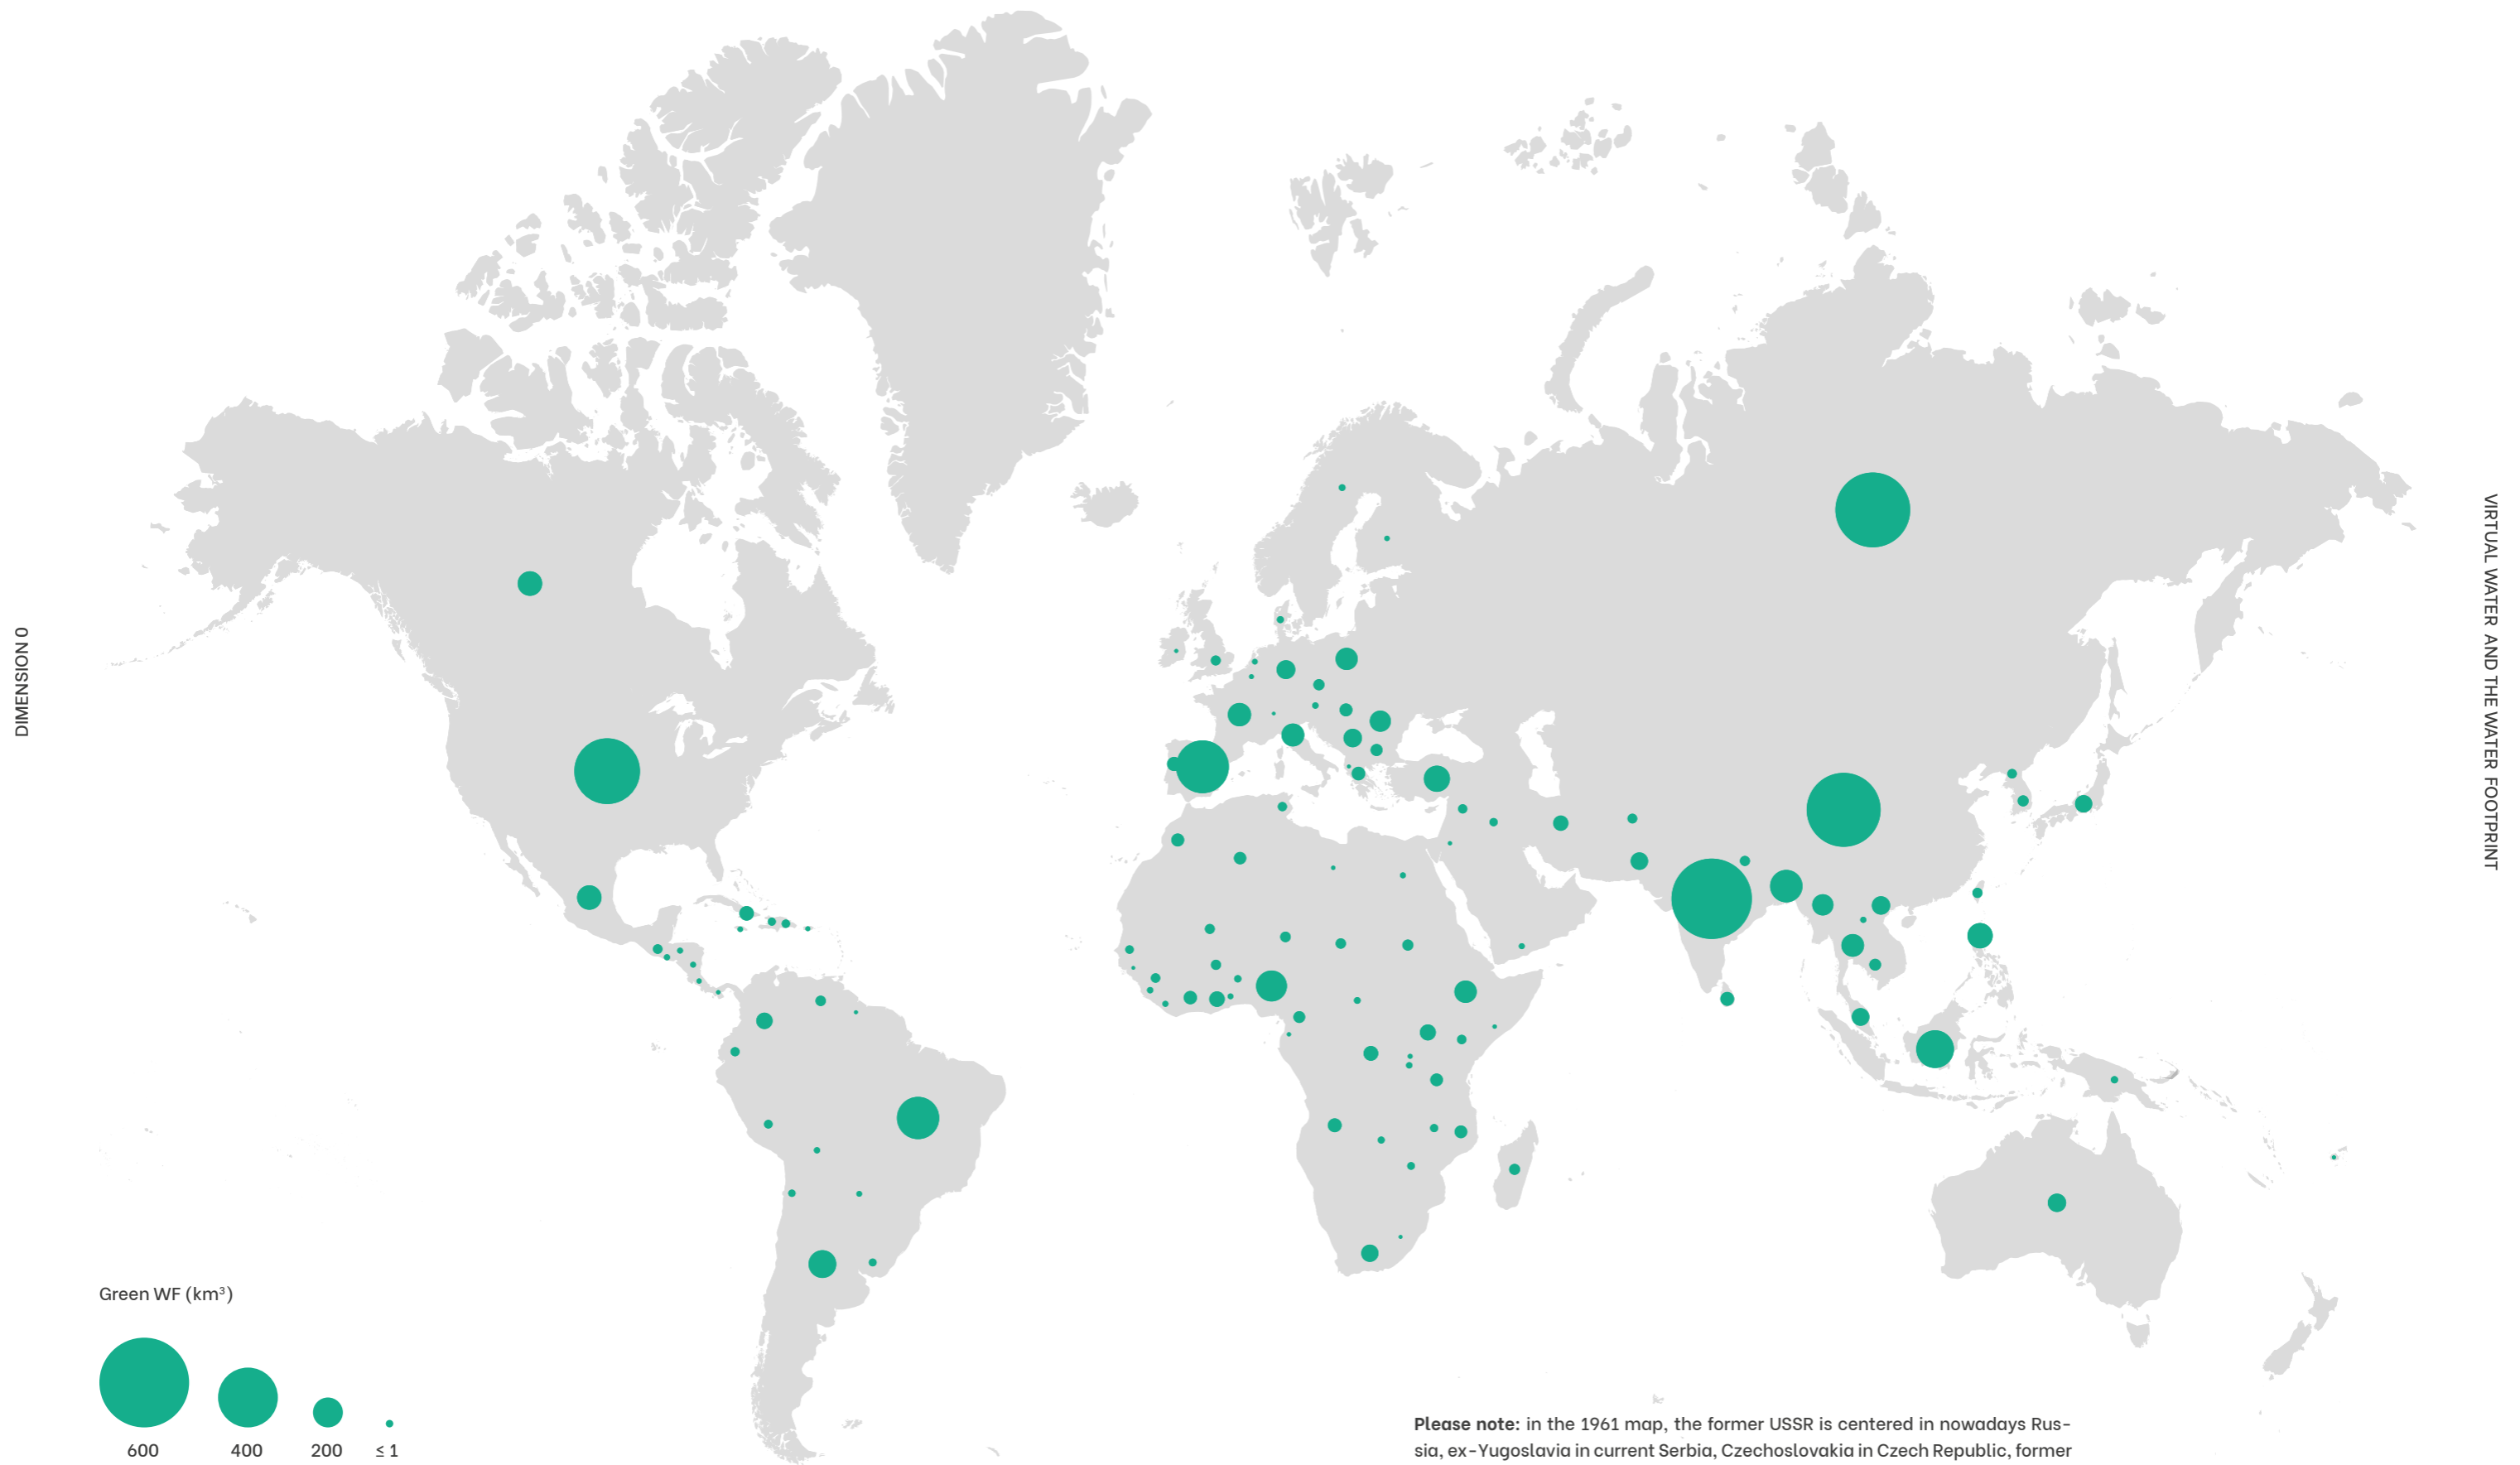 DIMENSION 0
VIRTUAL WATER AND THE WATER FOOTPRINT
Green WF (km³)
600 400 200 ≤ 1
Please note: in the 1961 map, the former USSR is centered in nowadays Rus-
sia, ex-Yugoslavia in current Serbia, Czechoslovakia in Czech Republic, former